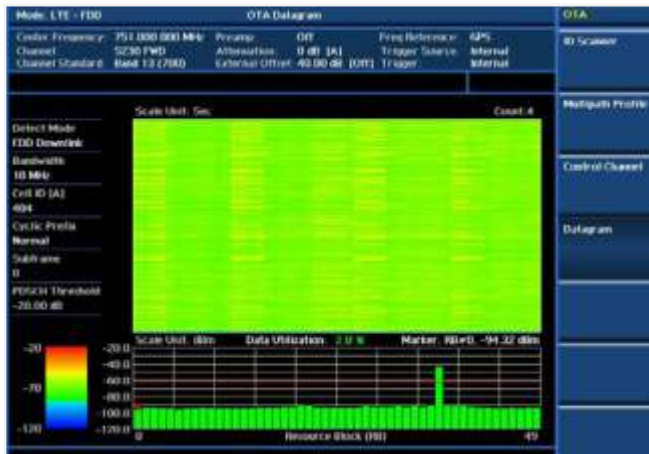 Mode: LTE - FDD
OTA Datagram
OTA
Center Frequency 751.000 000 MHz Preamp Off Freq Reference GPS
Channel 5230 FWD Attenuation 0 dB [A] Trigger Source Internal
Channel Standard Band 13 (700) External Offset 40.00 dB [Off] Trigger Internal
ID Scanner
Multipath Profile
Control Channel
Datagram
Scale Unit: Sec Count:4
Detect Mode
FDD Downlink
Bandwidth
10 MHz
Cell ID [A]
404
Cyclic Prefix
Normal
Subframe
0
PDSCH Threshold
-20.00 dB
Scale Unit: dBm Data Utilization 2.0 % Marker RB#0, -94.32 dBm
-20
-70
-120
-20.0
-40.0
-60.0
-80.0
-100.0
-120.0
0 Resource Block (RB) 49